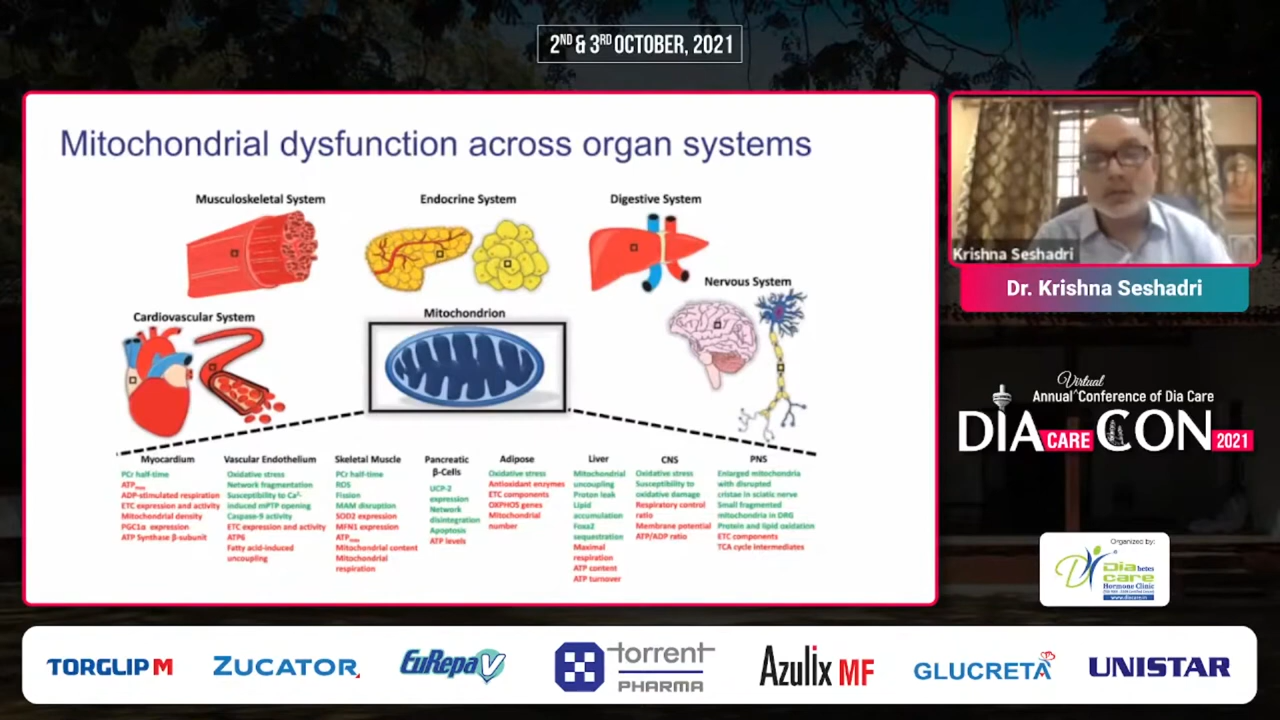 2ND & 3RD OCTOBER, 2021
Mitochondrial dysfunction across organ systems
Musculoskeletal System
Endocrine System
Digestive System
Nervous System
Cardiovascular System
Mitochondrion
Myocardium
PCr half-time
ATPmax
ADP-stimulated respiration
ETC expression and activity
Mitochondrial density
PGC1α expression
ATP Synthase β-subunit
Vascular Endothelium
Oxidative stress
Network fragmentation
Susceptibility to Ca²⁻
induced mPTP opening
Caspase-9 activity
ETC expression and activity
ATP6
Fatty acid-induced
uncoupling
Skeletal Muscle
PCr half-time
ROS
Fission
MAM disruption
SOD2 expression
MFN1 expression
ATPmax
Mitochondrial content
Mitochondrial
respiration
Pancreatic
β-Cells
UCP-2
expression
Network
disintegration
Apoptosis
ATP levels
Adipose
Oxidative stress
Antioxidant enzymes
ETC components
OXPHOS genes
Mitochondrial
number
Liver
Mitochondrial
uncoupling
Proton leak
Lipid
accumulation
Foxa2
sequestration
Maximal
respiration
ATP content
ATP turnover
CNS
Oxidative stress
Susceptibility to
oxidative damage
Respiratory control
ratio
Membrane potential
ATP/ADP ratio
PNS
Enlarged mitochondria
with disrupted
cristae in sciatic nerve
Small fragmented
mitochondria in DRG
Protein and lipid oxidation
ETC components
TCA cycle intermediates
Krishna Seshadri
Dr. Krishna Seshadri
Virtual
Annual ^ Conference of Dia Care
DIA CARE CON 2021
Organized by:
Diabetes
care
Hormone Clinic
www.diacare.in
TORGLIP M
ZUCATOR
EuRepa V
torrent
PHARMA
Azulix MF
GLUCRETA
UNISTAR